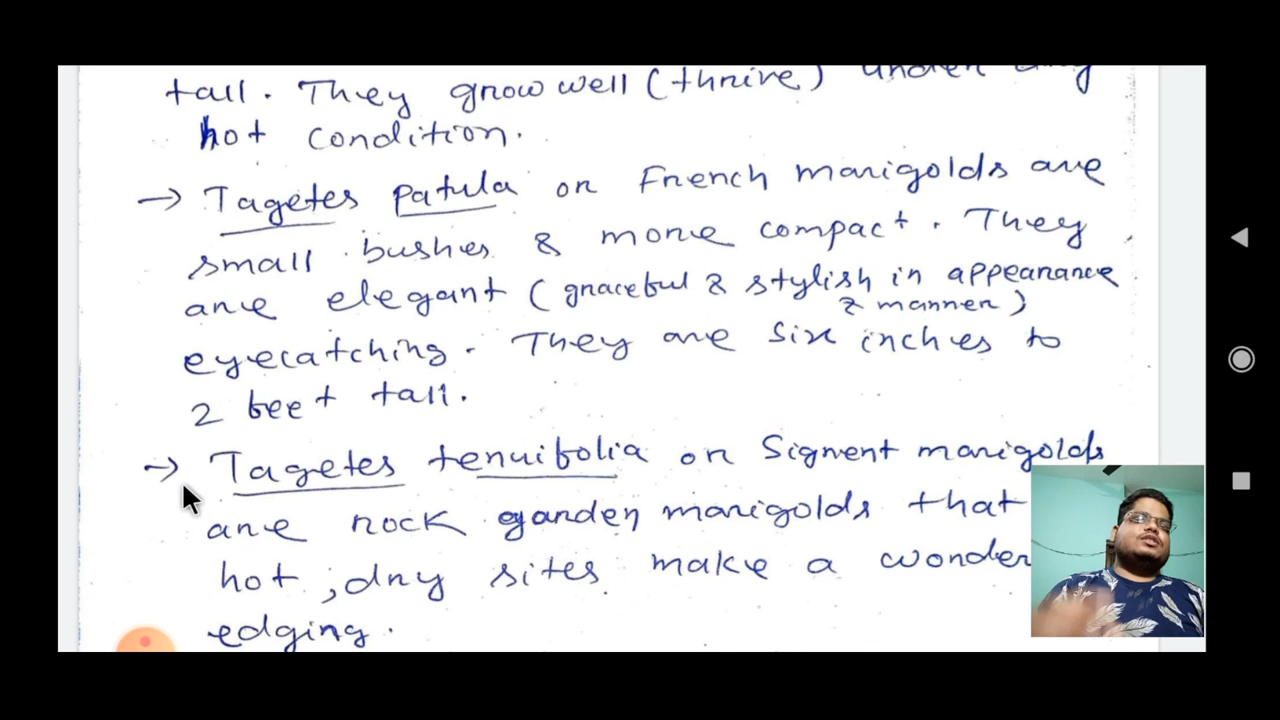 tall. They grow well (thrive) under dry
hot condition.
→ Tagetes patula or French marigolds are
small bushes & more compact. They
are elegant (graceful & stylish in appearance
& manner)
eyecatching. They are six inches to
2 feet tall.
→ Tagetes tenuifolia or Signent marigolds
are rock garden marigolds that
hot, dry sites make a wonder
edging.